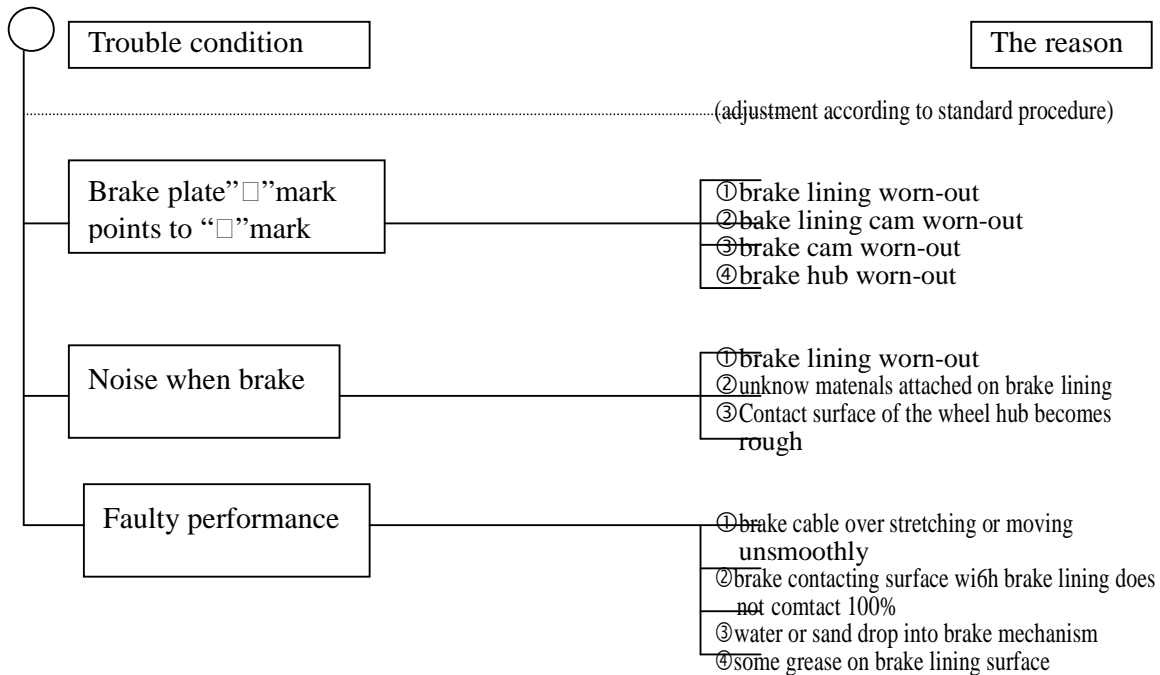 Trouble condition
The reason
(adjustment according to standard procedure)
Brake plate”□”mark
points to “□”mark
①brake lining worn-out
②bake lining cam worn-out
③brake cam worn-out
④brake hub worn-out
Noise when brake
①brake lining worn-out
②unknow matenals attached on brake lining
③Contact surface of the wheel hub becomes
rough
Faulty performance
①brake cable over stretching or moving
unsmoothly
②brake contacting surface wi6h brake lining does
not comtact 100%
③water or sand drop into brake mechanism
④some grease on brake lining surface